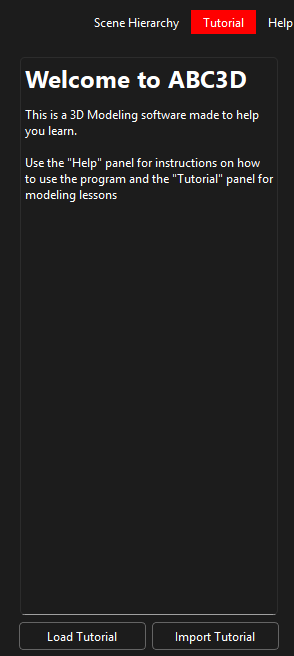 Scene Hierarchy Tutorial Help
Welcome to ABC3D
This is a 3D Modeling software made to help
you learn.
Use the "Help" panel for instructions on how
to use the program and the "Tutorial" panel for
modeling lessons
Load Tutorial Import Tutorial